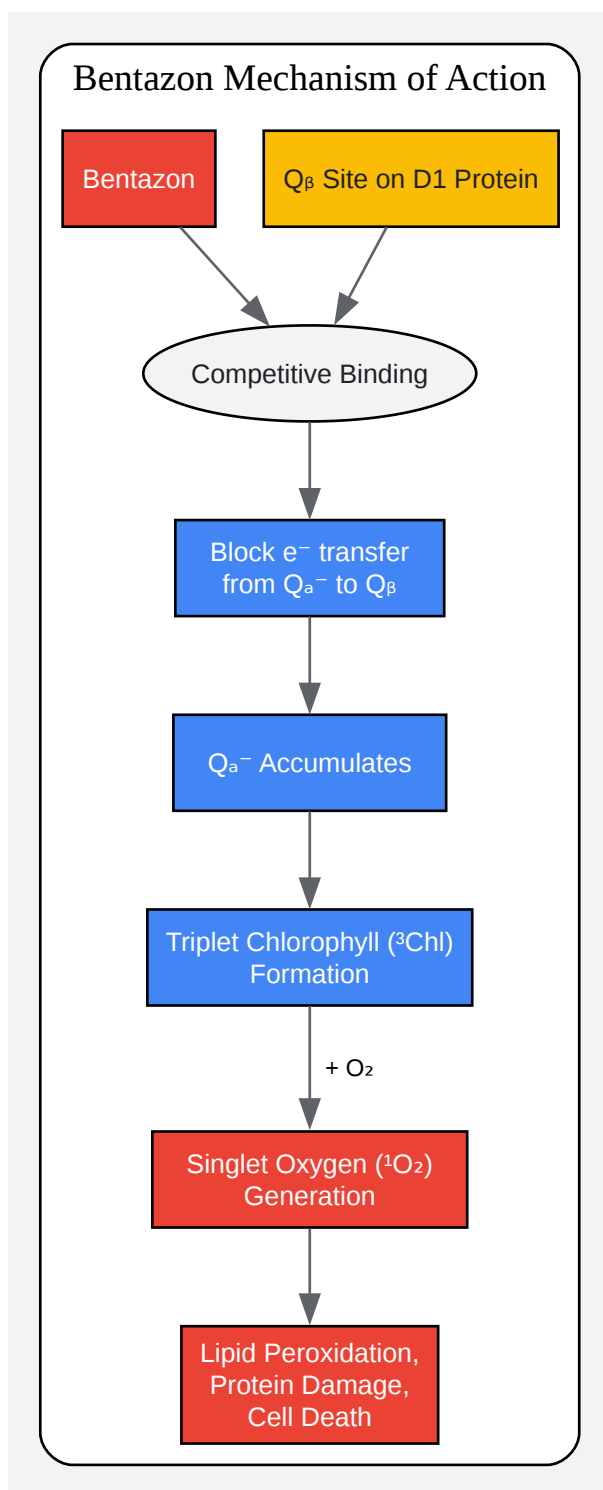 Bentazon Mechanism of Action
Bentazon
Qᵦ Site on D1 Protein
Competitive Binding
Block e⁻ transfer
from Qₐ⁻ to Qᵦ
Qₐ⁻ Accumulates
Triplet Chlorophyll (³Chl)
Formation
+ O₂
Singlet Oxygen (¹O₂)
Generation
Lipid Peroxidation,
Protein Damage,
Cell Death